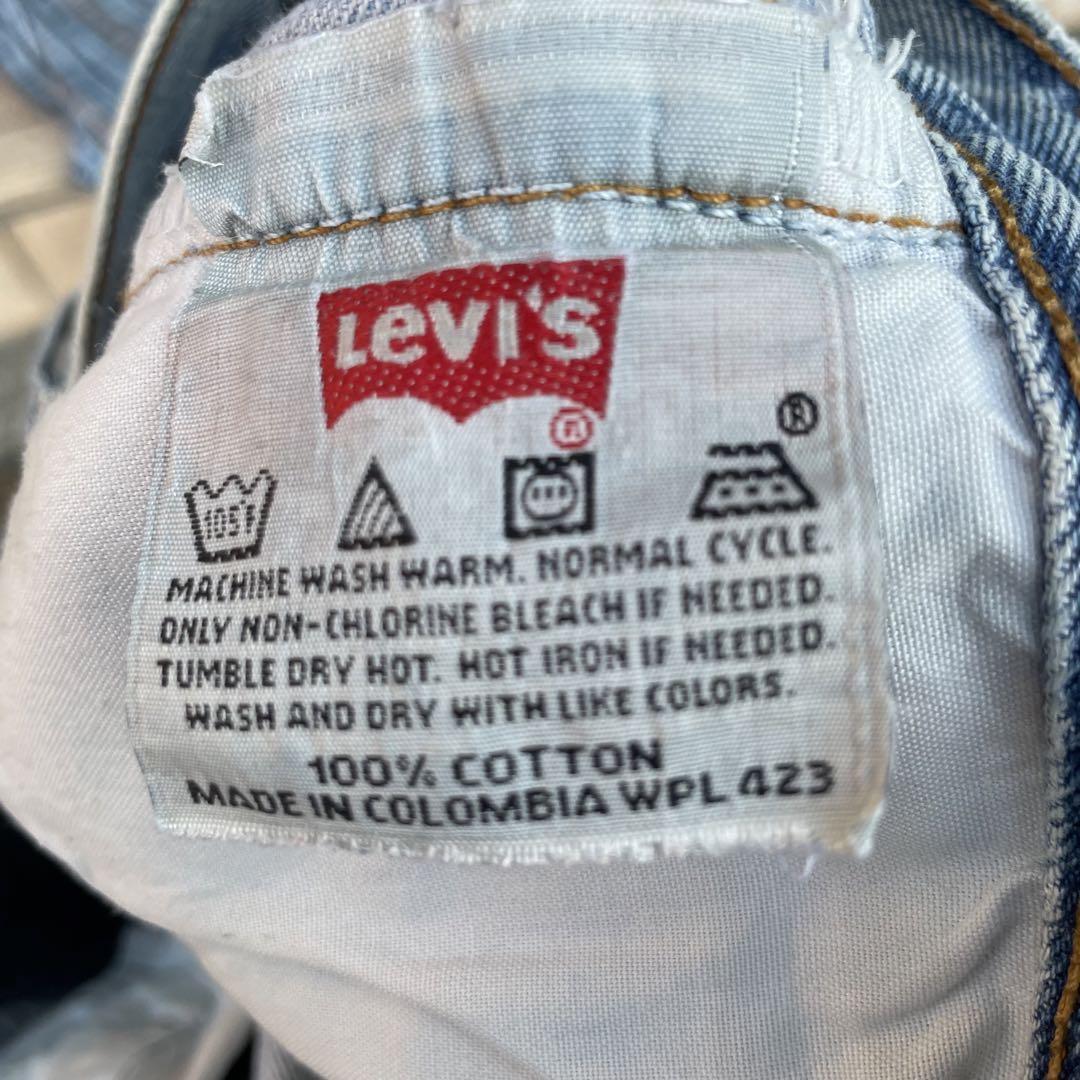 LEVI'S
®
®
105°F
MACHINE WASH WARM. NORMAL CYCLE.
ONLY NON-CHLORINE BLEACH IF NEEDED.
TUMBLE DRY HOT. HOT IRON IF NEEDED.
WASH AND DRY WITH LIKE COLORS.
100% COTTON
MADE IN COLOMBIA WPL 423